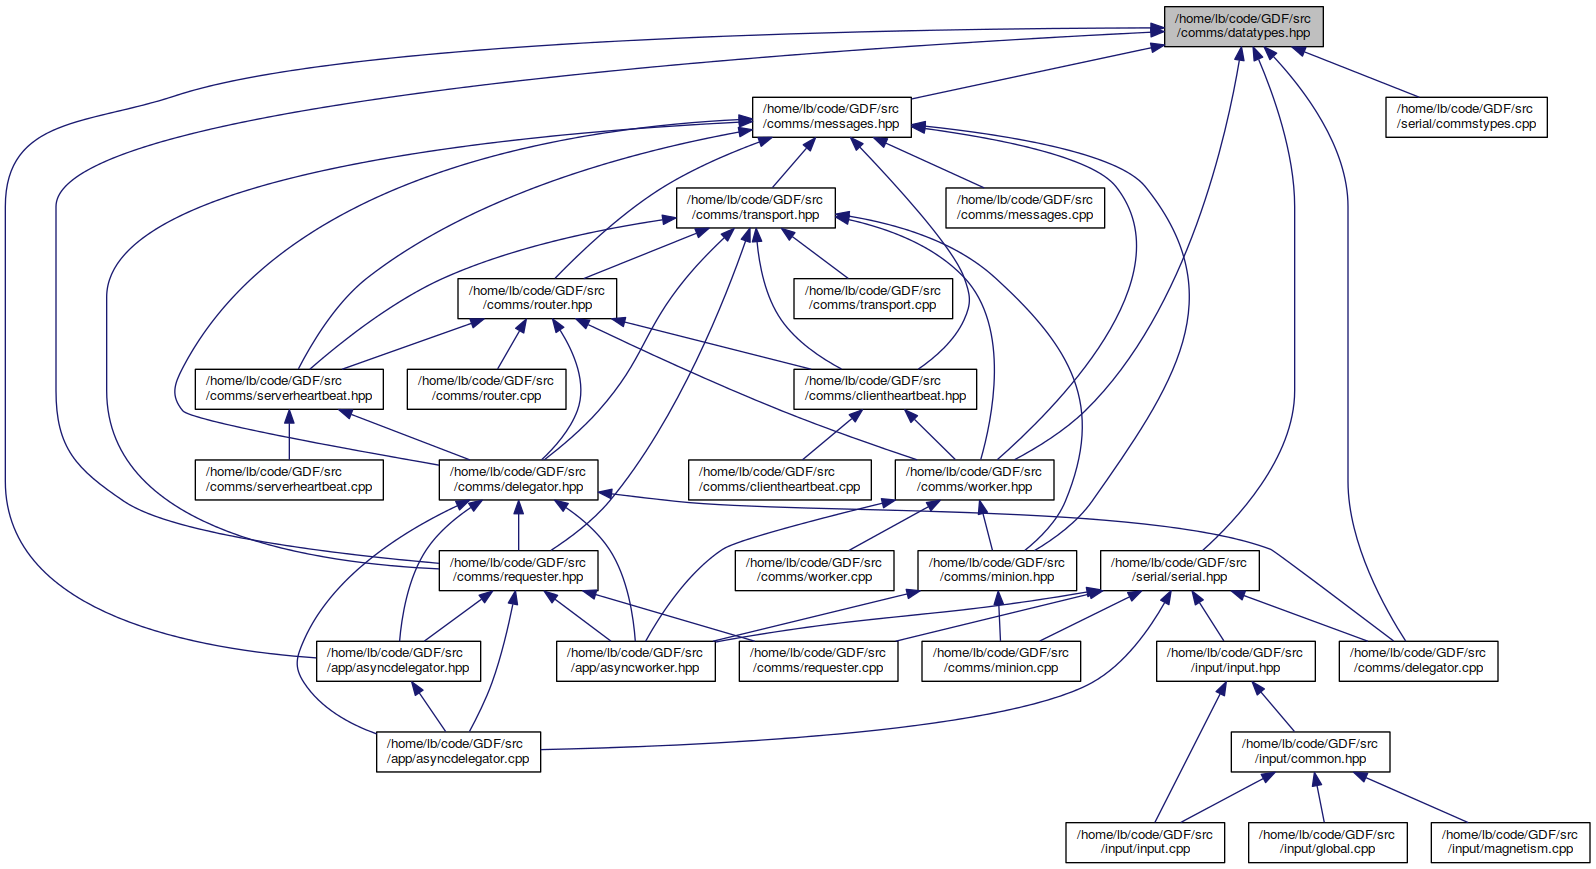 /home/lb/code/GDF/src
/comms/datatypes.hpp
/home/lb/code/GDF/src
/comms/messages.hpp
/home/lb/code/GDF/src
/serial/commstypes.cpp
/home/lb/code/GDF/src
/comms/transport.hpp
/home/lb/code/GDF/src
/comms/messages.cpp
/home/lb/code/GDF/src
/comms/router.hpp
/home/lb/code/GDF/src
/comms/transport.cpp
/home/lb/code/GDF/src
/comms/serverheartbeat.hpp
/home/lb/code/GDF/src
/comms/router.cpp
/home/lb/code/GDF/src
/comms/clientheartbeat.hpp
/home/lb/code/GDF/src
/comms/serverheartbeat.cpp
/home/lb/code/GDF/src
/comms/delegator.hpp
/home/lb/code/GDF/src
/comms/clientheartbeat.cpp
/home/lb/code/GDF/src
/comms/worker.hpp
/home/lb/code/GDF/src
/comms/requester.hpp
/home/lb/code/GDF/src
/comms/worker.cpp
/home/lb/code/GDF/src
/comms/minion.hpp
/home/lb/code/GDF/src
/serial/serial.hpp
/home/lb/code/GDF/src
/app/asyncdelegator.hpp
/home/lb/code/GDF/src
/app/asyncworker.hpp
/home/lb/code/GDF/src
/comms/requester.cpp
/home/lb/code/GDF/src
/comms/minion.cpp
/home/lb/code/GDF/src
/input/input.hpp
/home/lb/code/GDF/src
/comms/delegator.cpp
/home/lb/code/GDF/src
/app/asyncdelegator.cpp
/home/lb/code/GDF/src
/input/common.hpp
/home/lb/code/GDF/src
/input/input.cpp
/home/lb/code/GDF/src
/input/global.cpp
/home/lb/code/GDF/src
/input/magnetism.cpp